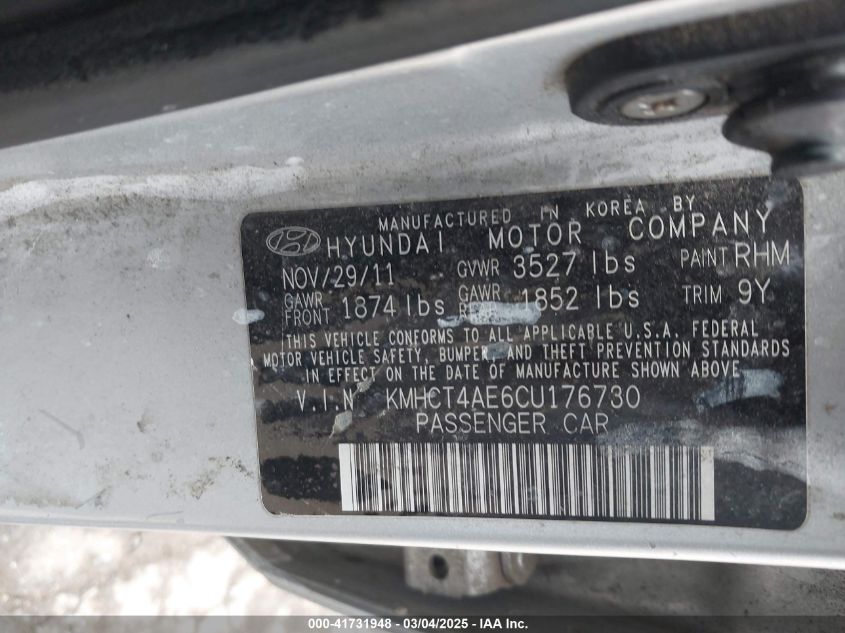 MANUFACTURED IN KOREA BY
HYUNDAI MOTOR COMPANY
NOV/29/11 GVWR 3527 lbs PAINT RHM
GAWR FRONT 1874 lbs GAWR 1852 lbs TRIM 9Y
THIS VEHICLE CONFORMS TO ALL APPLICABLE U.S.A. FEDERAL
MOTOR VEHICLE SAFETY, BUMPER, AND THEFT PREVENTION STANDARDS
IN EFFECT ON THE DATE OF MANUFACTURE SHOWN ABOVE
V.I.N KMHCT4AE6CU176730
PASSENGER CAR
000-41731948 - 03/04/2025 - IAA Inc.